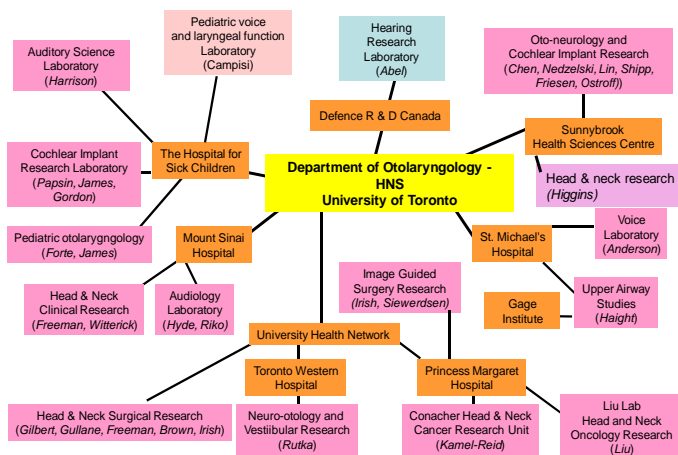 Auditory Science
Laboratory
(Harrison)
Pediatric voice
and laryngeal function
Laboratory
(Campisi)
Hearing
Research
Laboratory
(Abel)
Oto-neurology and
Cochlear Implant Research
(Chen, Nedzelski, Lin, Shipp,
Friesen, Ostroff))
Defence R & D Canada
Sunnybrook
Health Sciences Centre
Cochlear Implant
Research Laboratory
(Papsin, James,
Gordon)
The Hospital for
Sick Children
Department of Otolaryngology -
HNS
University of Toronto
Head & neck research
(Higgins)
Pediatric otolarygngology
(Forte, James)
Mount Sinai
Hospital
St. Michael's
Hospital
Voice
Laboratory
(Anderson)
Head & Neck
Clinical Research
(Freeman, Witterick)
Audiology
Laboratory
(Hyde, Riko)
Image Guided
Surgery Research
(Irish, Siewerdsen)
Gage
Institute
Upper Airway
Studies
(Haight)
University Health Network
Toronto Western
Hospital
Princess Margaret
Hospital
Head & Neck Surgical Research
(Gilbert, Gullane, Freeman, Brown, Irish)
Neuro-otology and
Vestiibular Research
(Rutka)
Conacher Head & Neck
Cancer Research Unit
(Kamel-Reid)
Liu Lab
Head and Neck
Oncology Research
(Liu)